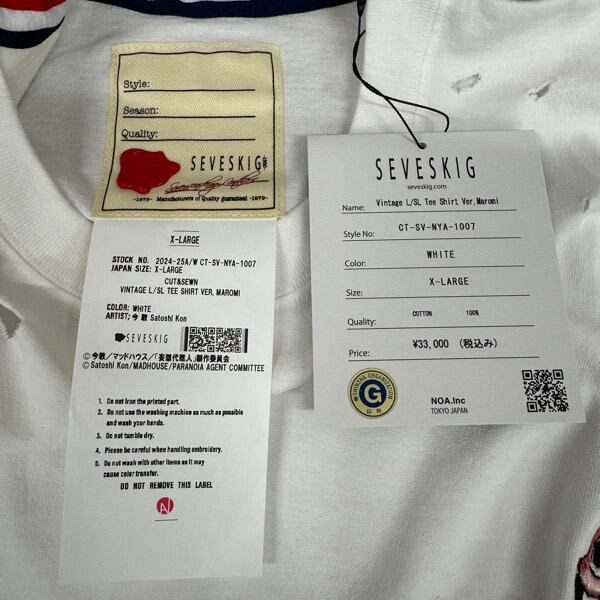 Style:
Season:
Quality:
SEVESKIG
-1979- Manufacturers of Quality guaranteed -1979-
X-LARGE
STOCK NO. 2024-25A/W CT-SV-NYA-1007
JAPAN SIZE: X-LARGE
CUT&SEWN
VINTAGE L/SL TEE SHIRT VER. MAROMI
COLOR: WHITE
ARTIST; 今 敏 Satoshi Kon
SEVESKIG
©今 敏／マッドハウス／「妄想代理人」製作委員会
©Satoshi Kon/MADHOUSE/PARANOIA AGENT COMMITTEE
1. Do not iron the printed part.
2. Do not use the washing machine as much as possible
and wash your hands.
3. Do not tumble dry.
4. Please be careful when handling embroidery.
5. Do not wash with other items as it may
cause color transfer.
DO NOT REMOVE THIS LABEL
SEVESKIG
seveskig.com
Name: Vintage L/SL Tee Shirt Ver.Maromi
Style No: CT-SV-NYA-1007
Color: WHITE
Size: X-LARGE
Quality: COTTON 100%
Price: ¥33,000 (税込み)
G
NOA.Inc
TOKYO JAPAN